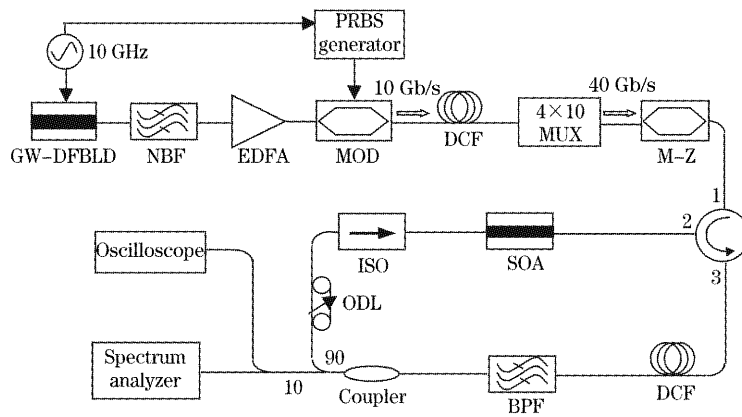 PRBS
generator
10 GHz
10 Gb/s
40 Gb/s
4×10
MUX
GW-DFBLD
NBF
EDFA
MOD
DCF
M-Z
1
2
3
Oscilloscope
ISO
SOA
ODL
Spectrum
analyzer
90
10
Coupler
BPF
DCF